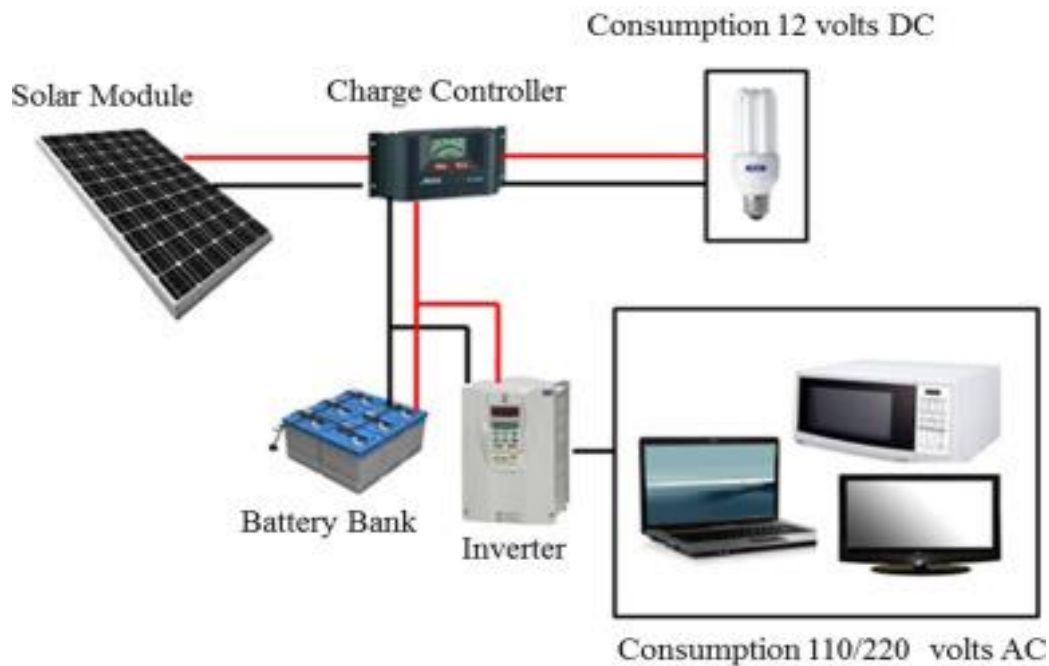 Consumption 12 volts DC
Solar Module
Charge Controller
Battery Bank
Inverter
Consumption 110/220 volts AC